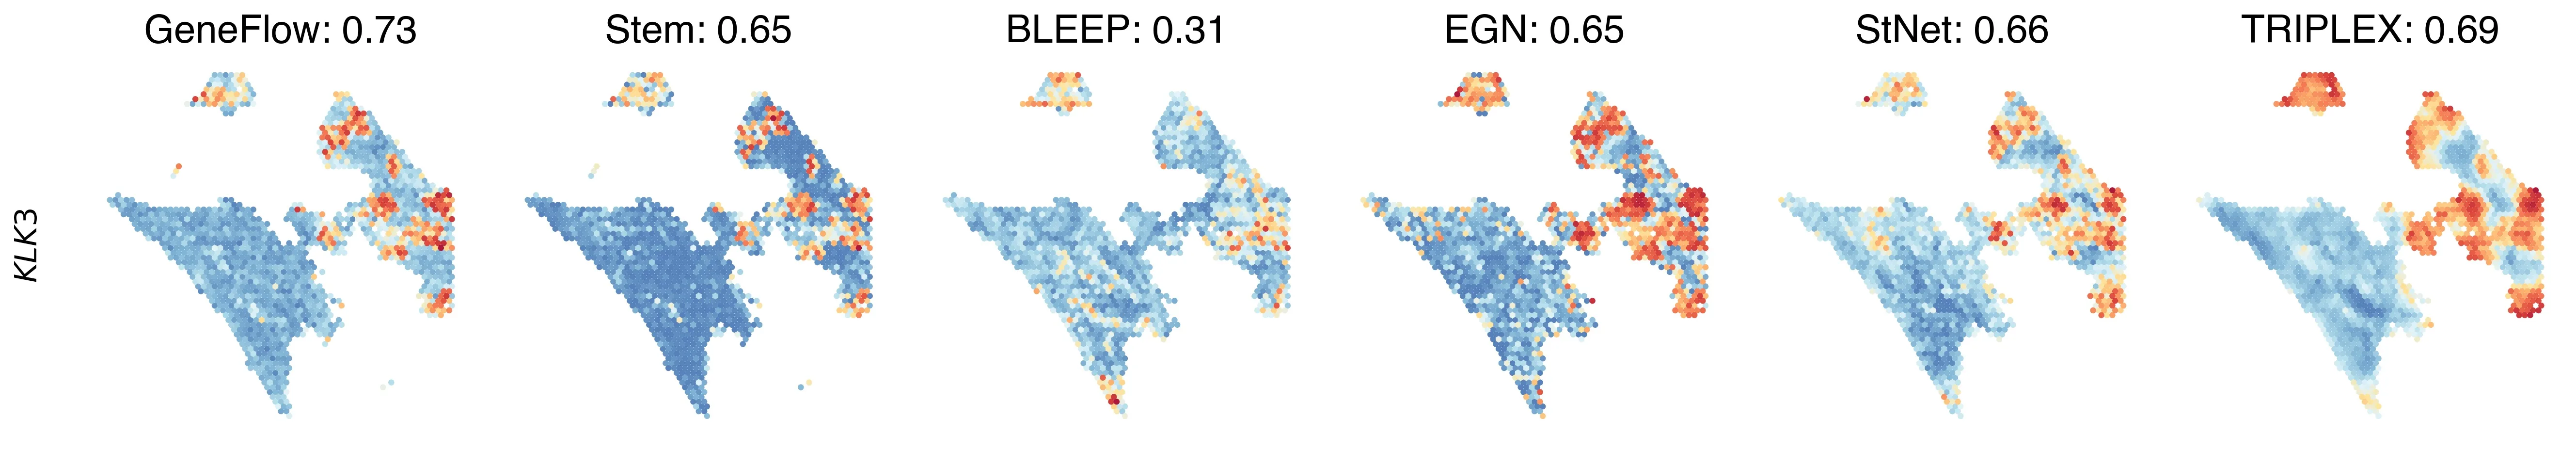 GeneFlow: 0.73
Stem: 0.65
BLEEP: 0.31
EGN: 0.65
StNet: 0.66
TRIPLEX: 0.69
KLK3